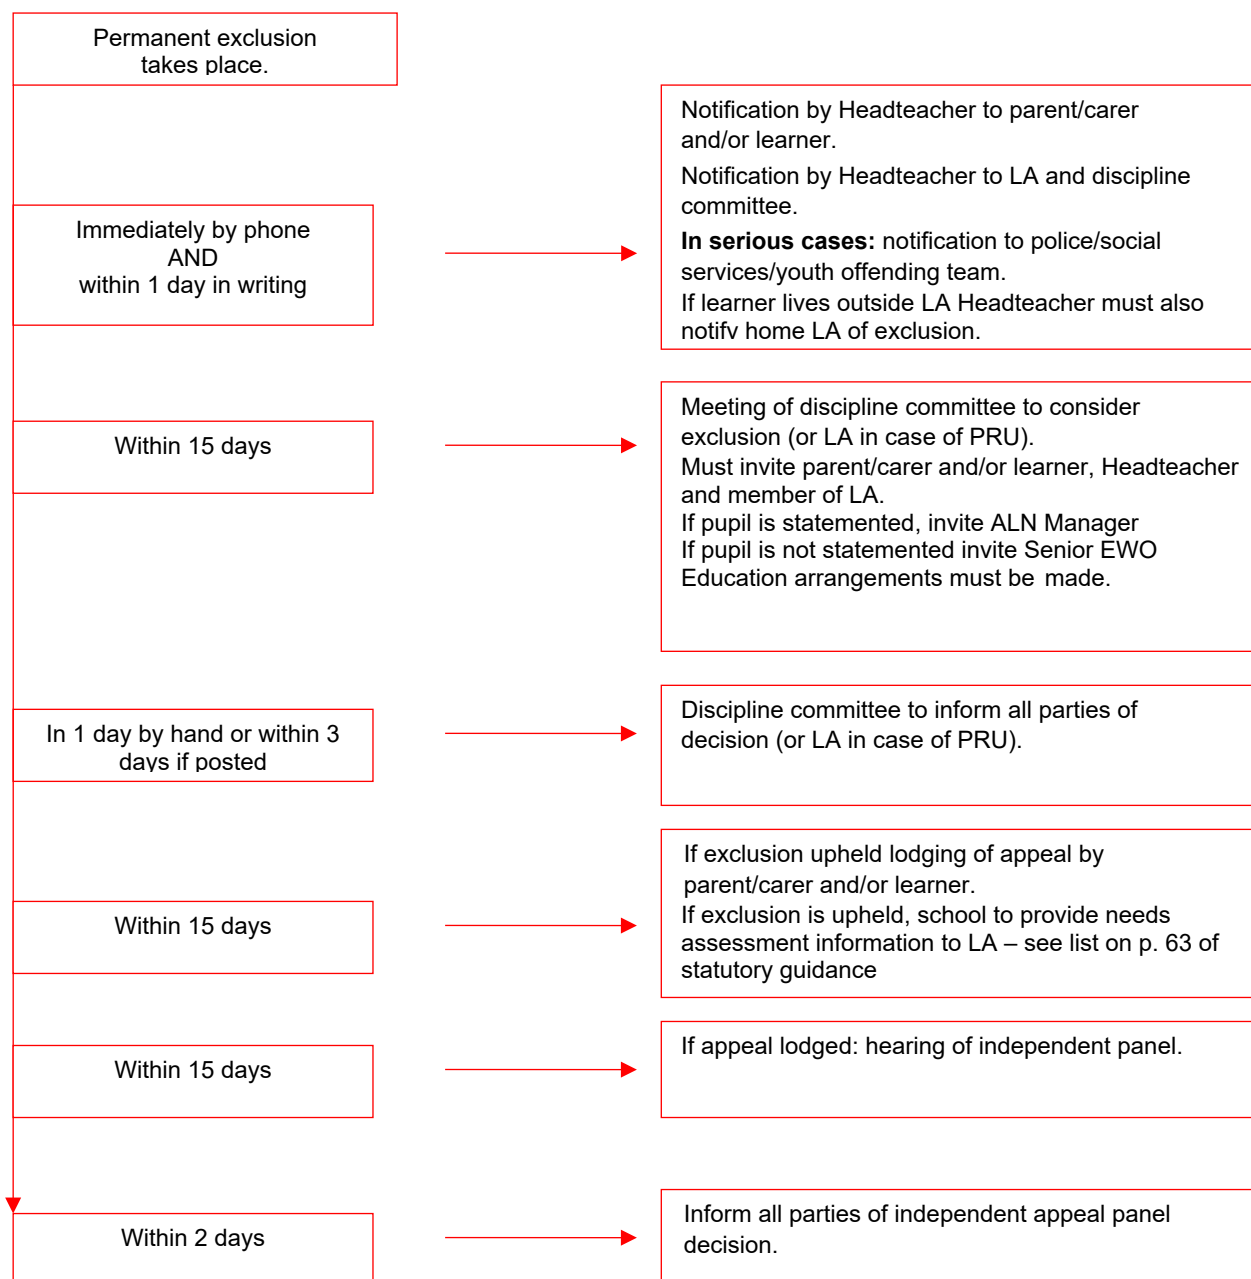 Permanent exclusion
takes place.
Notification by Headteacher to parent/carer
and/or learner.
Notification by Headteacher to LA and discipline
committee.
In serious cases: notification to police/social
services/youth offending team.
If learner lives outside LA Headteacher must also
notify home LA of exclusion.
Immediately by phone
AND
within 1 day in writing
Within 15 days
Meeting of discipline committee to consider
exclusion (or LA in case of PRU).
Must invite parent/carer and/or learner, Headteacher
and member of LA.
If pupil is statemented, invite ALN Manager
If pupil is not statemented invite Senior EWO
Education arrangements must be made.
In 1 day by hand or within 3
days if posted
Discipline committee to inform all parties of
decision (or LA in case of PRU).
Within 15 days
If exclusion upheld lodging of appeal by
parent/carer and/or learner.
If exclusion is upheld, school to provide needs
assessment information to LA – see list on p. 63 of
statutory guidance
Within 15 days
If appeal lodged: hearing of independent panel.
Within 2 days
Inform all parties of independent appeal panel
decision.